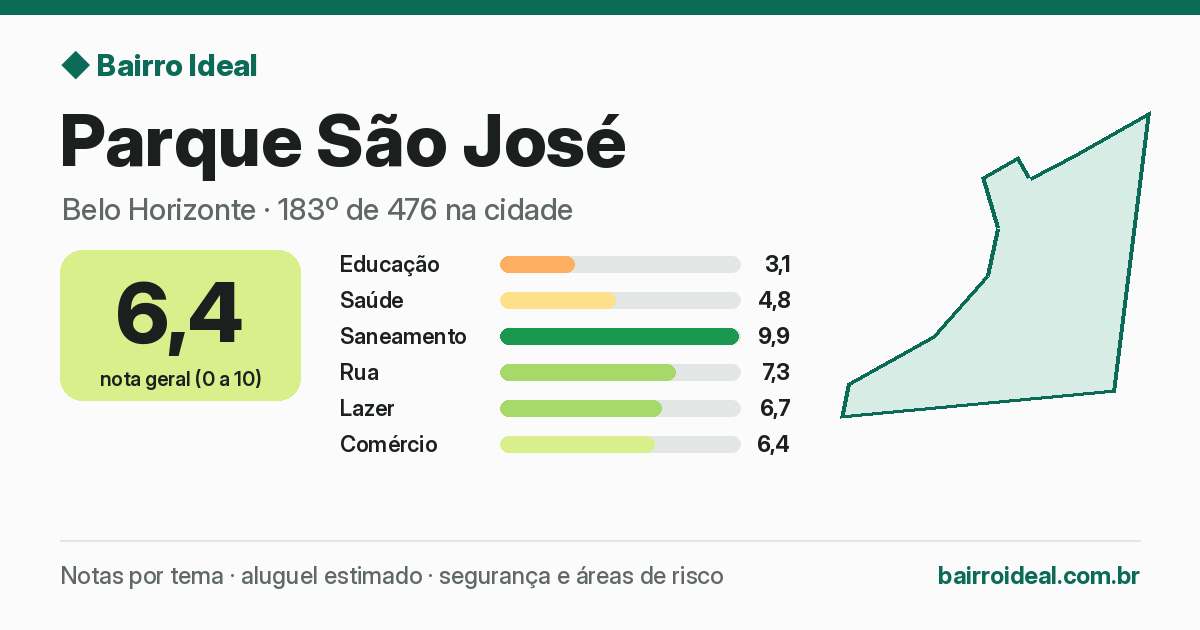 Bairro Ideal
Parque São José
Belo Horizonte · 183º de 476 na cidade
6,4
nota geral (0 a 10)
Educação 3,1
Saúde 4,8
Saneamento 9,9
Rua 7,3
Lazer 6,7
Comércio 6,4
Notas por tema · aluguel estimado · segurança e áreas de risco
bairroideal.com.br